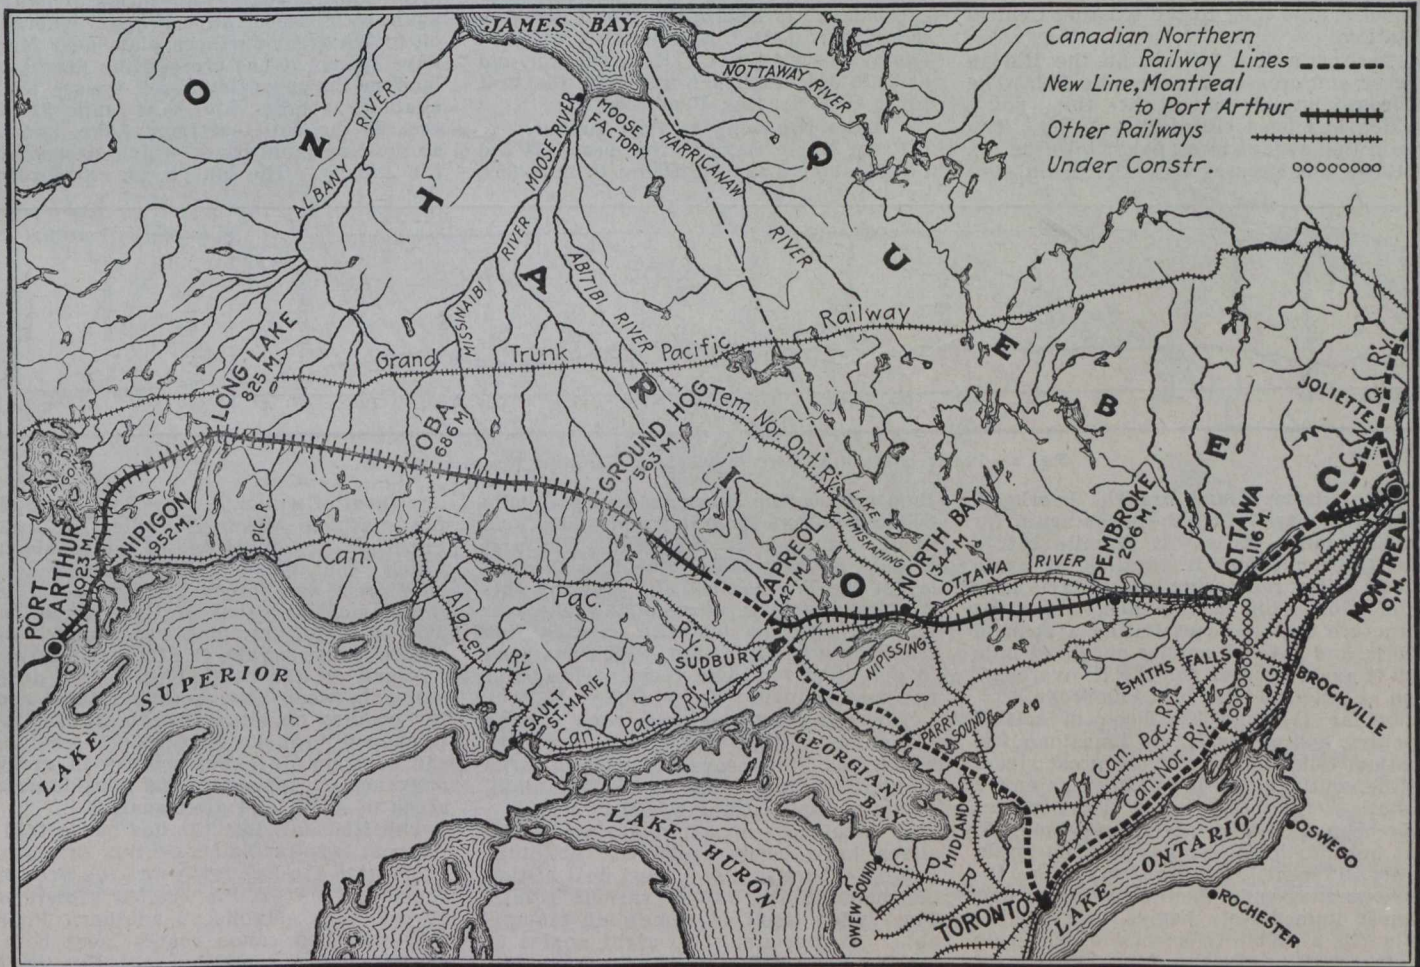 JAMES BAY
Canadian Northern
Railway Lines
New Line, Montreal
to Port Arthur
Other Railways
Under Constr.
ONTARIO
QUEBEC
ALBANY RIVER
MOOSE RIVER
MOOSE
FACTORY
NOTTAWAY RIVER
HARRICANAW
RIVER
MISSINAIBI RIVER
ABITIBI RIVER
Grand Trunk Pacific Railway
LONG LAKE
825 M.
OBA
686 M
GROUND HOG
563 M
Tem. Nor. Ont. Ry.
LAKE
TIMISKAMING
JOLIETTE
C.N.Q. RY.
NIPIGON
952 M.
PIC. R.
PORT
ARTHUR
1023 M
Can. Pac. Ry.
Alg. Cen. Ry.
CAPREOL
427 M
NORTH BAY
344 M
OTTAWA RIVER
PEMBROKE
206 M.
OTTAWA
116 M.
MONTREAL
0, M.
SUDBURY
NIPISSING
SAULT
ST. MARIE
Can. Pac. Ry.
LAKE SUPERIOR
PARRY
SOUND
SMITHS FALLS
G. T.
BROCKVILLE
Can. Pac. Ry.
Can. Nor. Ry.
GEORGIAN
BAY
LAKE
HURON
MIDLAND
OWEW SOUND
C. P. R.
TORONTO
LAKE ONTARIO
OSWEGO
ROCHESTER